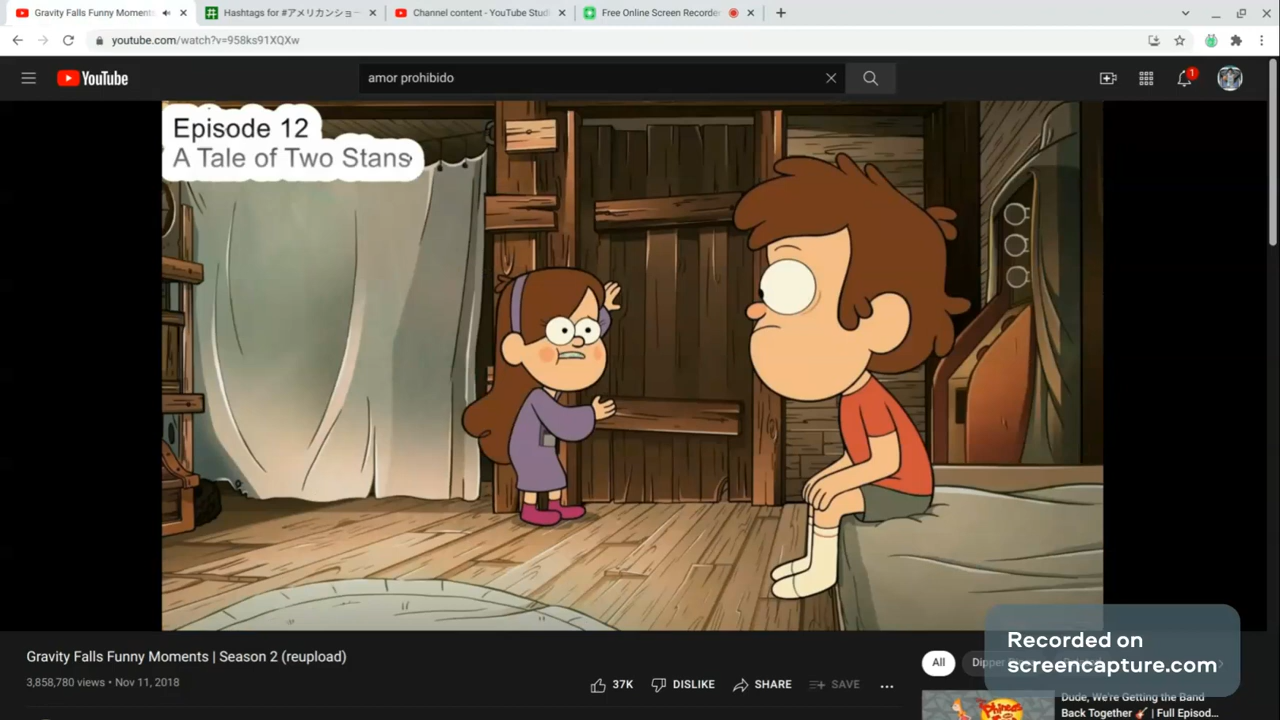 Gravity Falls Funny Moments
Hashtags for #アメリカンショー
Channel content - YouTube Studi
Free Online Screen Recorder
youtube.com/watch?v=958ks91XQXw
YouTube
amor prohibido
1
Episode 12
A Tale of Two Stans
Recorded on
screencapture.com
Gravity Falls Funny Moments | Season 2 (reupload)
3,858,780 views • Nov 11, 2018
37K
DISLIKE
SHARE
SAVE
All
Dipper
Dude, We're Getting the Band
Back Together 🎸 | Full Episod...